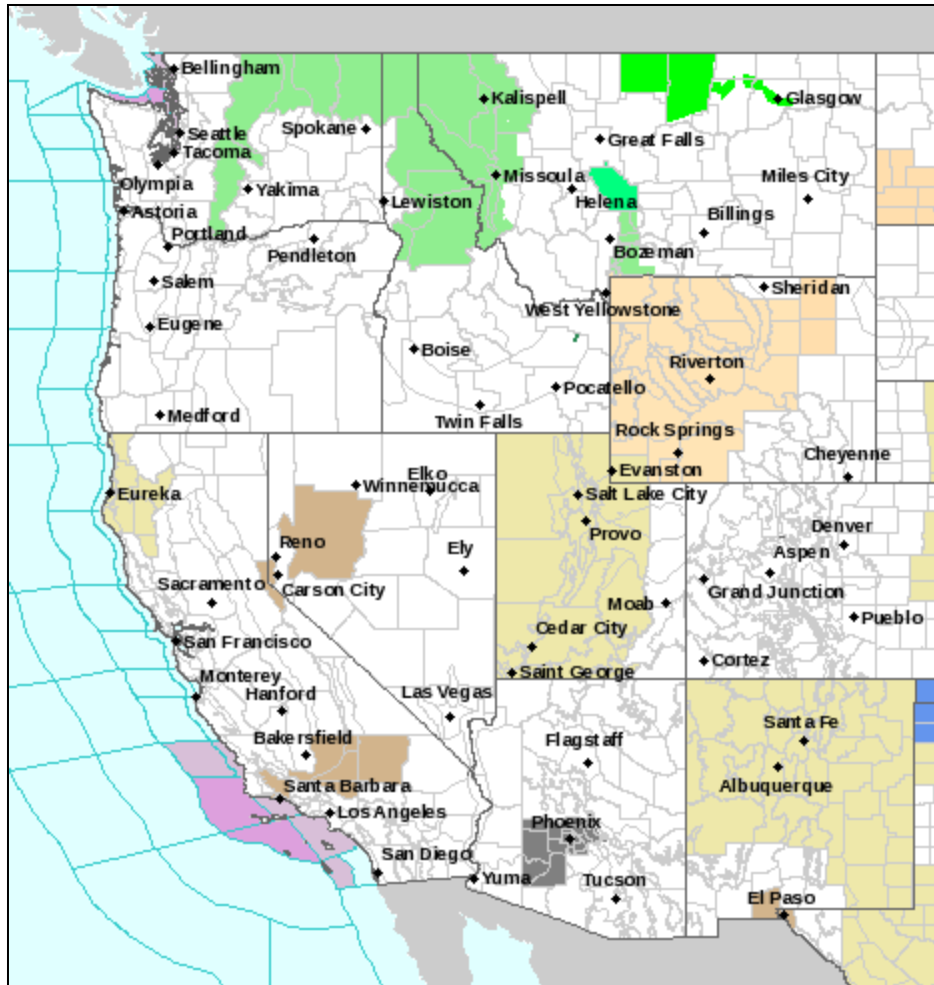 Bellingham
Kalispell
Glasgow
Spokane
Seattle
Great Falls
Tacoma
Olympia
Missoula
Miles City
Yakima
Lewiston
Helena
Astoria
Billings
Portland
Pendleton
Bozeman
Salem
Sheridan
West Yellowstone
Eugene
Boise
Riverton
Pocatello
Medford
Twin Falls
Rock Springs
Cheyenne
Elko
Evanston
Winnemucca
Eureka
Salt Lake City
Provo
Denver
Reno
Ely
Aspen
Sacramento
Carson City
Grand Junction
Moab
Pueblo
Cedar City
San Francisco
Cortez
Saint George
Monterey
Hanford
Las Vegas
Santa Fe
Bakersfield
Flagstaff
Santa Barbara
Albuquerque
Los Angeles
Phoenix
San Diego
Yuma
Tucson
El Paso